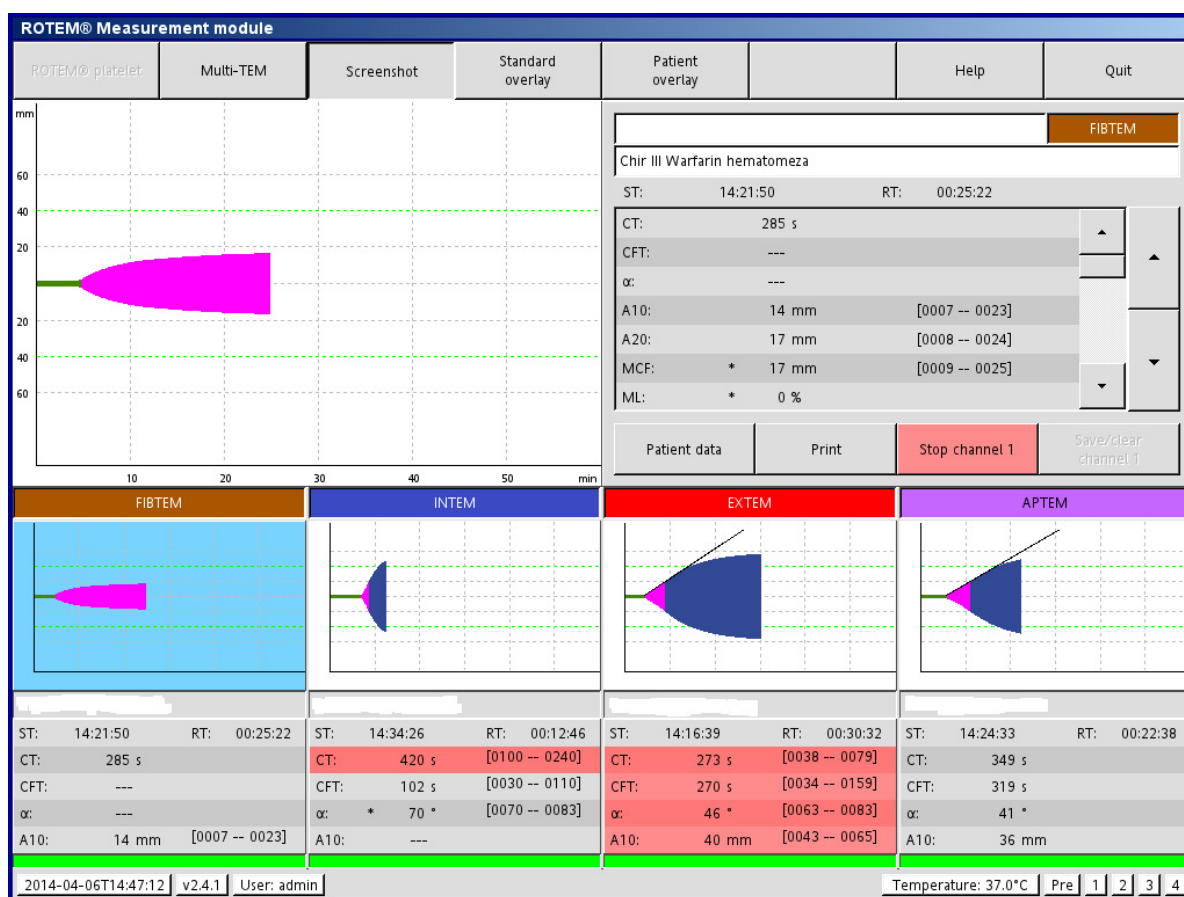 ROTEM® Measurement module
ROTEM® platelet Multi-TEM Screenshot Standard overlay Patient overlay Help Quit
mm
60
40
20
20
40
60
10 20 30 40 50 min
FIBTEM
Chir III Warfarin hematomeza
ST: 14:21:50 RT: 00:25:22
CT: 285 s
CFT: ---
α: ---
A10: 14 mm [0007 -- 0023]
A20: 17 mm [0008 -- 0024]
MCF: * 17 mm [0009 -- 0025]
ML: * 0 %
Patient data Print Stop channel 1 Save/clear channel 1
FIBTEM INTEM EXTEM APTEM
ST: 14:21:50 RT: 00:25:22 ST: 14:34:26 RT: 00:12:46 ST: 14:16:39 RT: 00:30:32 ST: 14:24:33 RT: 00:22:38
CT: 285 s CT: 420 s [0100 -- 0240] CT: 273 s [0038 -- 0079] CT: 349 s
CFT: --- CFT: 102 s [0030 -- 0110] CFT: 270 s [0034 -- 0159] CFT: 319 s
α: --- α: * 70 ° [0070 -- 0083] α: 46 ° [0063 -- 0083] α: 41 °
A10: 14 mm [0007 -- 0023] A10: --- A10: 40 mm [0043 -- 0065] A10: 36 mm
2014-04-06T14:47:12 v2.4.1 User: admin Temperature: 37.0°C Pre 1 2 3 4